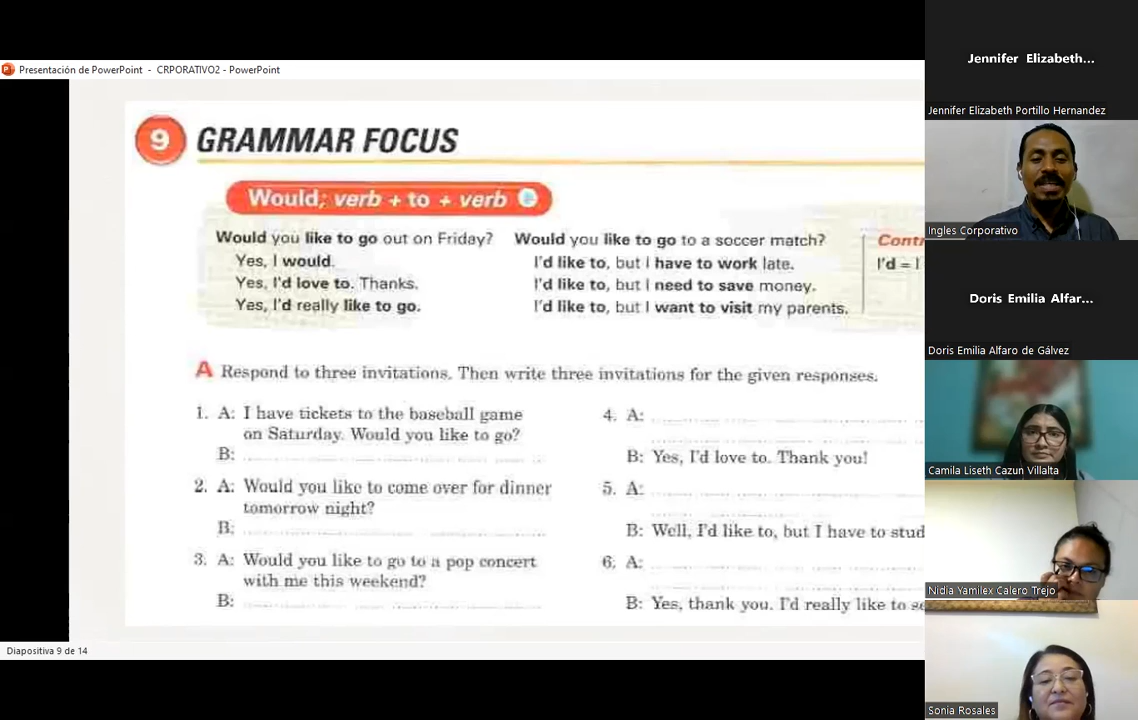 Presentación de PowerPoint - CRPORATIVO2 - PowerPoint
9 GRAMMAR FOCUS
Would; verb + to + verb
Would you like to go out on Friday?
Yes, I would.
Yes, I'd love to. Thanks.
Yes, I'd really like to go.
Would you like to go to a soccer match?
I'd like to, but I have to work late.
I'd like to, but I need to save money.
I'd like to, but I want to visit my parents.
I'd = I
A Respond to three invitations. Then write three invitations for the given responses.
1. A: I have tickets to the baseball game
on Saturday. Would you like to go?
B:
2. A: Would you like to come over for dinner
tomorrow night?
B:
3. A: Would you like to go to a pop concert
with me this weekend?
B:
4. A:
B: Yes, I'd love to. Thank you!
5. A:
B: Well, I'd like to, but I have to
6. A:
B: Yes, thank you. I'd really like to
Diapositiva 9 de 14
Jennifer Elizabeth...
Jennifer Elizabeth Portillo Hernandez
Ingles Corporativo
Doris Emilia Alfar...
Doris Emilia Alfaro de Gálvez
Camila Liseth Cazun Villalta
Nidia Yamilex Calero Trejo
Sonia Rosales